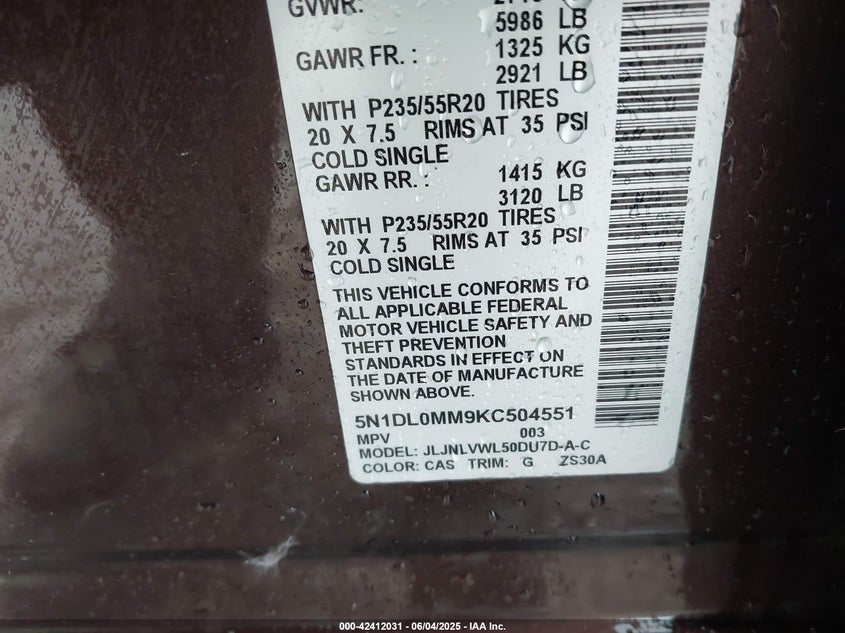 GVWR:
5986 LB
GAWR FR. : 1325 KG
2921 LB
WITH P235/55R20 TIRES
20 X 7.5 RIMS AT 35 PSI
COLD SINGLE
GAWR RR. : 1415 KG
3120 LB
WITH P235/55R20 TIRES
20 X 7.5 RIMS AT 35 PSI
COLD SINGLE
THIS VEHICLE CONFORMS TO
ALL APPLICABLE FEDERAL
MOTOR VEHICLE SAFETY AND
THEFT PREVENTION
STANDARDS IN EFFECT ON
THE DATE OF MANUFACTURE
SHOWN ABOVE.
5N1DL0MM9KC504551
MPV 003
MODEL: JLJNLVWL50DU7D-A-C
COLOR: CAS TRIM: G ZS30A
000-42412031 - 06/04/2025 - IAA Inc.